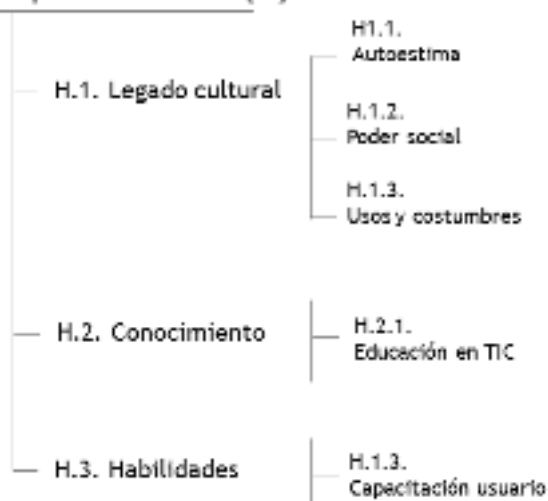 H.1. Legado cultural
H1.1.
Autoestima
H.1.2.
Poder social
H.1.3.
Usos y costumbres
H.2. Conocimiento
H.2.1.
Educación en TIC
H.3. Habilidades
H.1.3.
Capacitación usuario